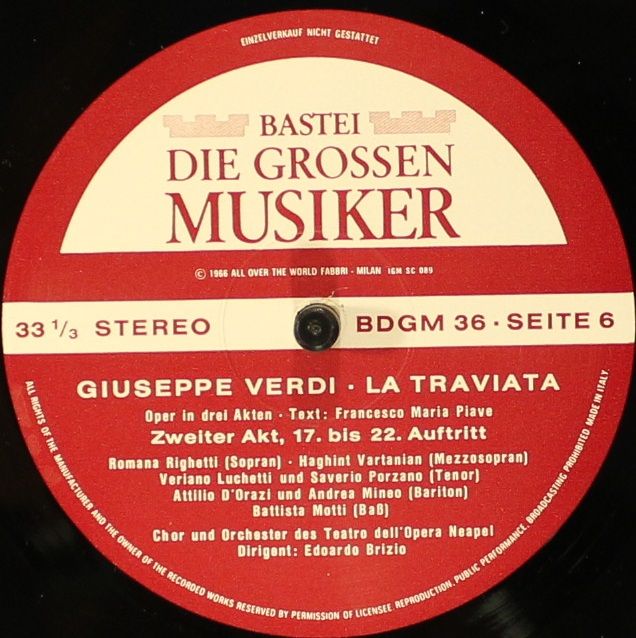 EINZELVERKAUF NICHT GESTATTET
BASTEI
DIE GROSSEN
MUSIKER
© 1966 ALL OVER THE WORLD FABBRI - MILAN IGM SC 089
33 1/3 STEREO
BDGM 36 · SEITE 6
GIUSEPPE VERDI · LA TRAVIATA
Oper in drei Akten - Text: Francesco Maria Piave
Zweiter Akt, 17. bis 22. Auftritt
Romana Righetti (Sopran) - Haghint Vartanian (Mezzosopran)
Veriano Luchetti und Saverio Porzano (Tenor)
Attilio D'Orazi und Andrea Mineo (Bariton)
Battista Motti (Baß)
Chor und Orchester des Teatro dell'Opera Neapel
Dirigent: Edoardo Brizio
ALL RIGHTS OF THE MANUFACTURER AND THE OWNER OF THE RECORDED WORKS RESERVED BY PERMISSION OF LICENSEE. REPRODUCTION. PUBLIC PERFORMANCE. BROADCASTING PROHIBITED MADE IN ITALY.